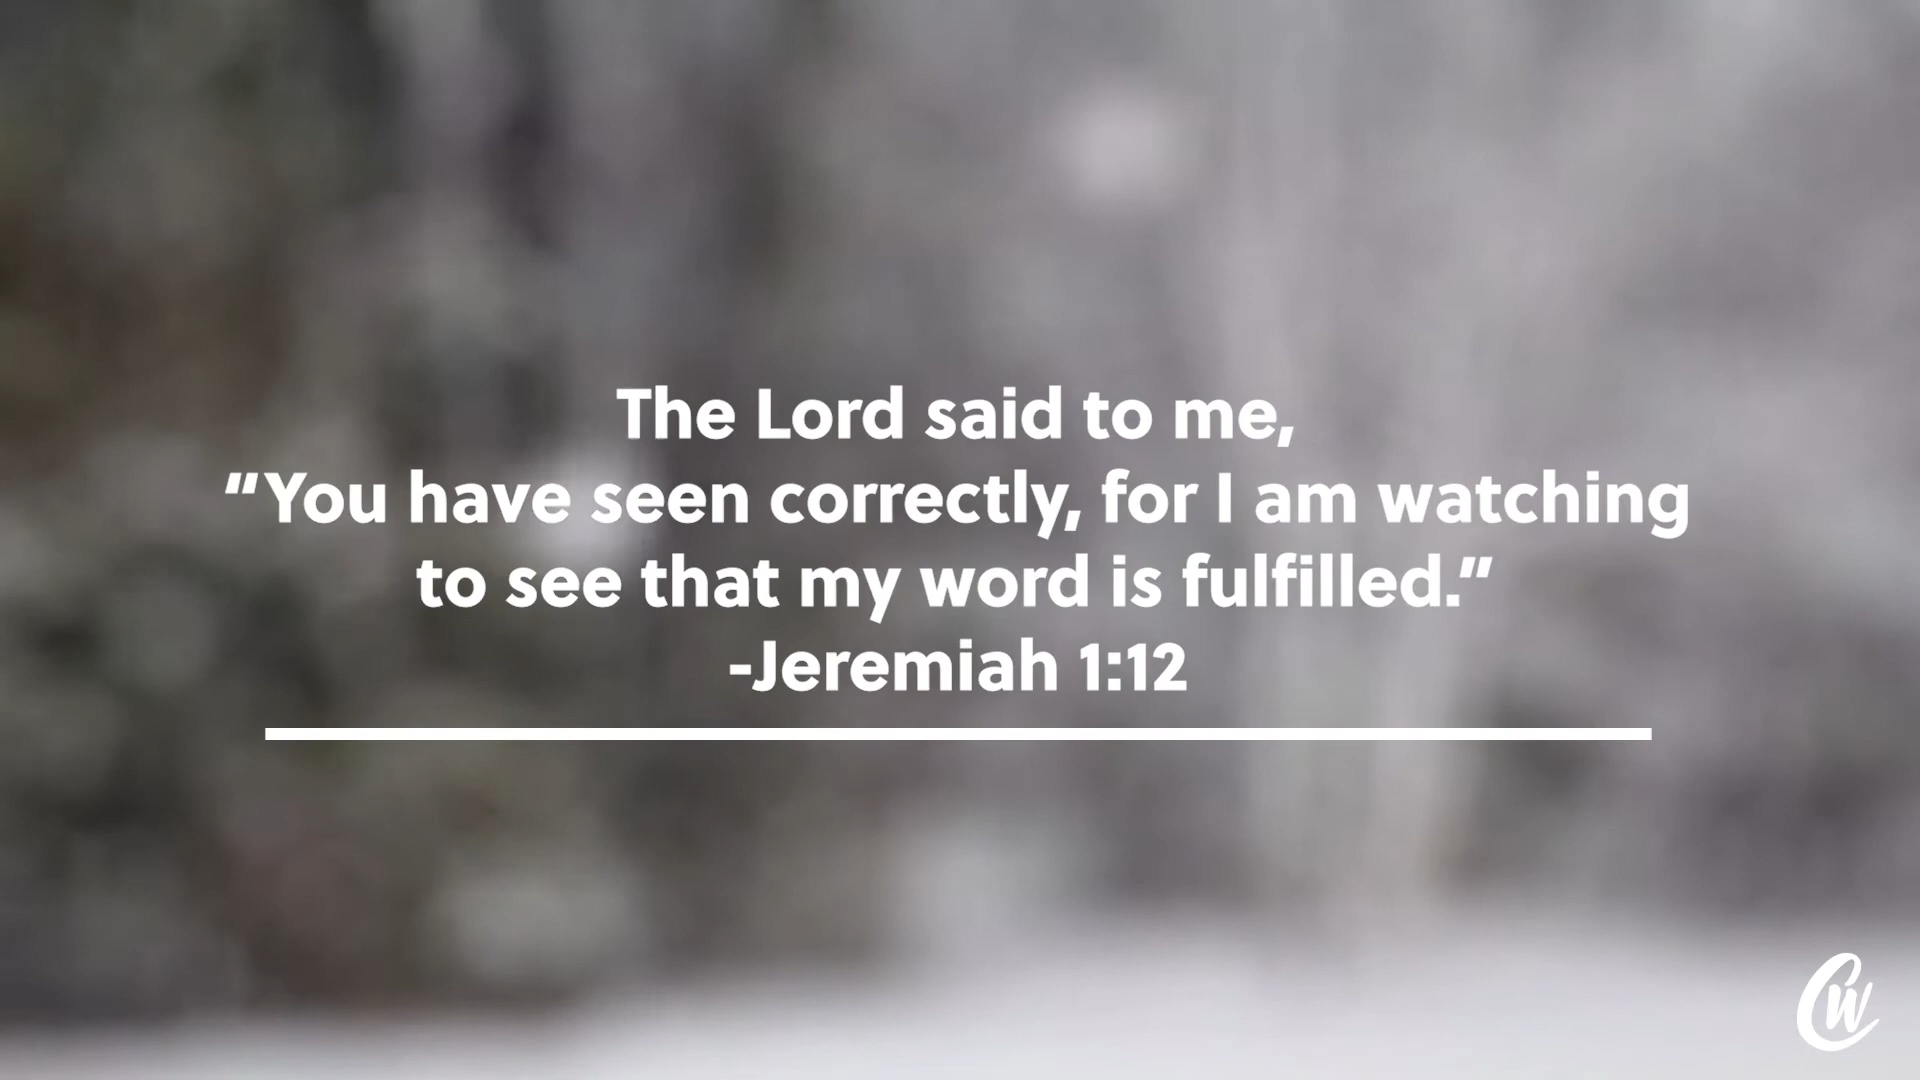 The Lord said to me,
“You have seen correctly, for I am watching
to see that my word is fulfilled.”
-Jeremiah 1:12
CW